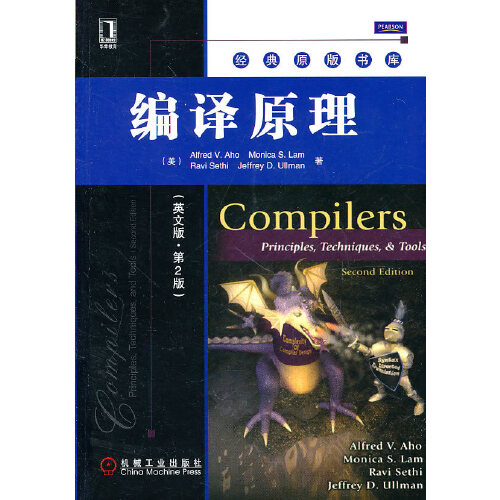 华章教育
PEARSON
经典原版书库
编译原理
(美) Alfred V. Aho Monica S. Lam
Ravi Sethi Jeffrey D. Ullman 著
(英文版·第2版)
Compilers
Principles, Techniques, and Tools
Second Edition
Compilers
Principles, Techniques, & Tools
Second Edition
Complexity
of
Compiler Design
Syntax
Directed
Translation
Alfred V. Aho
Monica S. Lam
Ravi Sethi
Jeffrey D. Ullman
机械工业出版社
China Machine Press